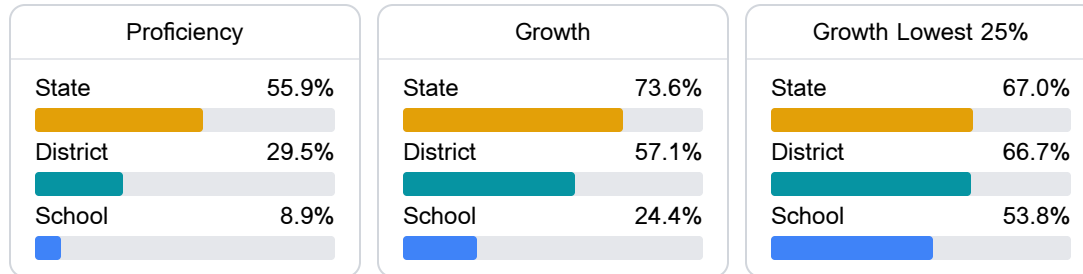 Proficiency
State 55.9%
District 29.5%
School 8.9%
Growth
State 73.6%
District 57.1%
School 24.4%
Growth Lowest 25%
State 67.0%
District 66.7%
School 53.8%